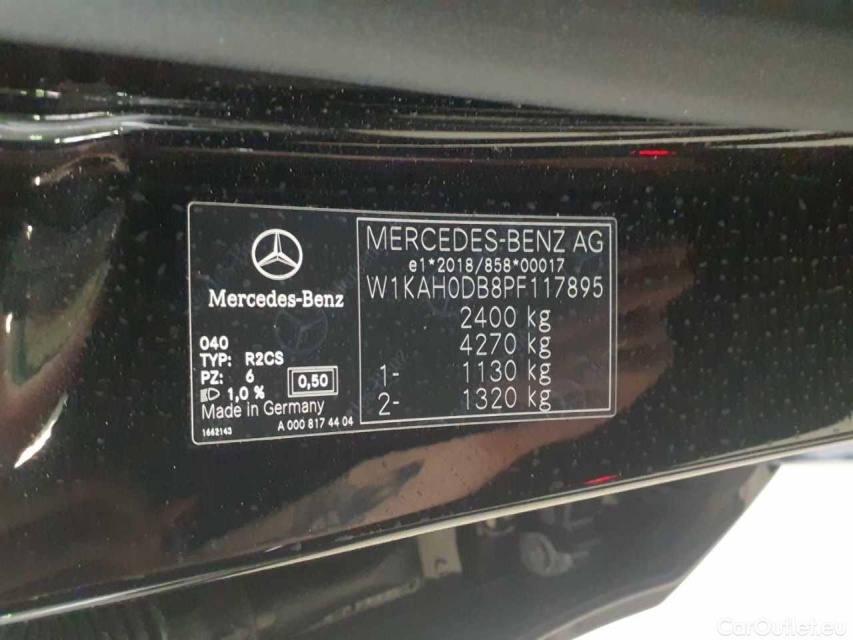 Mercedes-Benz
040
TYP: R2CS
PZ: 6
1,0 %
0,50
Made in Germany
1662143
A 000 817 44 04
MERCEDES-BENZ AG
e1*2018/858*00017
W1KAH0DB8PF117895
2400 kg
4270 kg
1- 1130 kg
2- 1320 kg
CarOutlet.eu